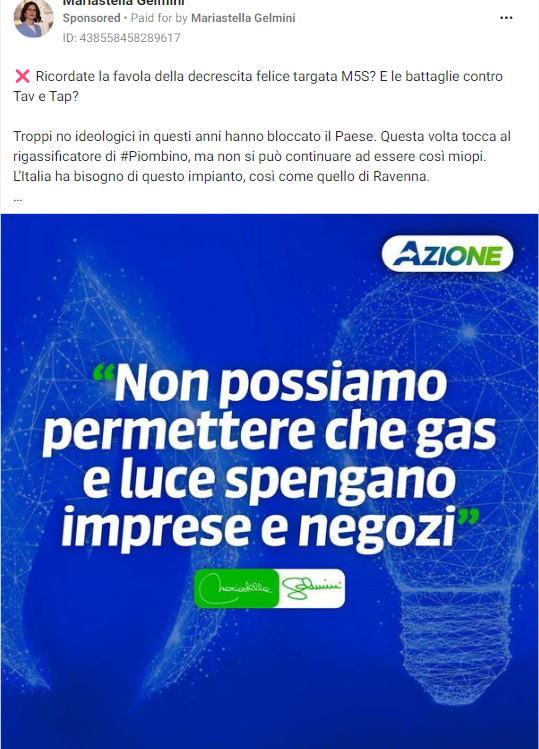 Mariastella Gelmini
Sponsored • Paid for by Mariastella Gelmini
ID: 438558458289617
❌ Ricordate la favola della decrescita felice targata M5S? E le battaglie contro
Tav e Tap?
Troppi no ideologici in questi anni hanno bloccato il Paese. Questa volta tocca al
rigassificatore di #Piombino, ma non si può continuare ad essere così miopi.
L'Italia ha bisogno di questo impianto, così come quello di Ravenna.
...
AZIONE
“Non possiamo
permettere che gas
e luce spengano
imprese e negozi”
Mariastella Gelmini